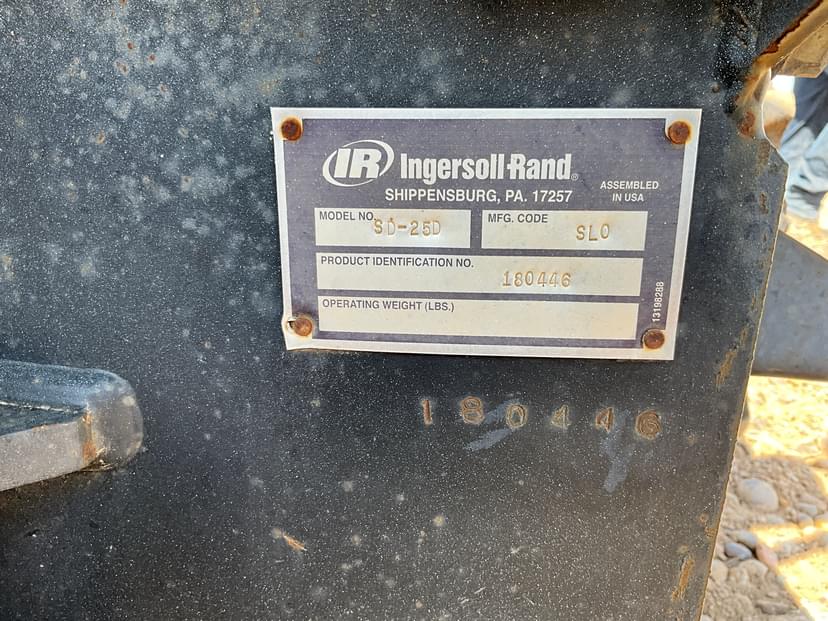 IR Ingersoll-Rand®
SHIPPENSBURG, PA. 17257
ASSEMBLED
IN USA
MODEL NO. SD-25D
MFG. CODE SL0
PRODUCT IDENTIFICATION NO. 180446
OPERATING WEIGHT (LBS.)
13198288
180446